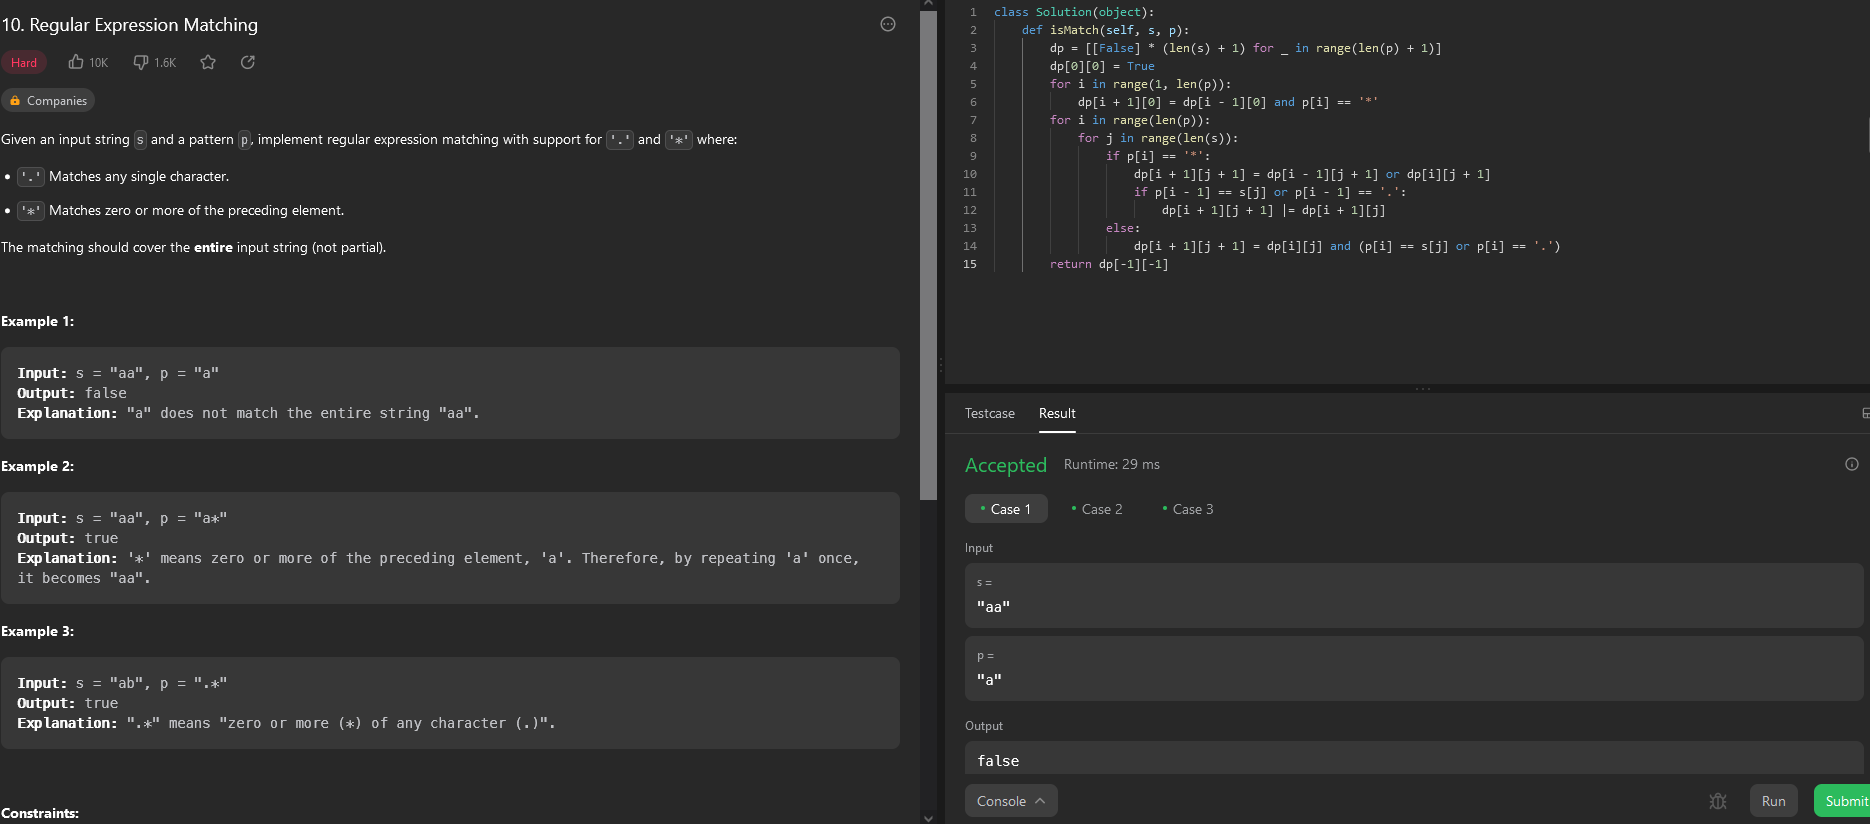 10. Regular Expression Matching
Hard 10K 1.6K
Companies
Given an input string s and a pattern p, implement regular expression matching with support for '.' and '*' where:
• '.' Matches any single character.
• '*' Matches zero or more of the preceding element.
The matching should cover the entire input string (not partial).
Example 1:
Input: s = "aa", p = "a"
Output: false
Explanation: "a" does not match the entire string "aa".
Example 2:
Input: s = "aa", p = "a*"
Output: true
Explanation: '*' means zero or more of the preceding element, 'a'. Therefore, by repeating 'a' once,
it becomes "aa".
Example 3:
Input: s = "ab", p = ".*"
Output: true
Explanation: ".*" means "zero or more (*) of any character (.)".
Constraints:
1 class Solution(object):
2     def isMatch(self, s, p):
3         dp = [[False] * (len(s) + 1) for _ in range(len(p) + 1)]
4         dp[0][0] = True
5         for i in range(1, len(p)):
6             dp[i + 1][0] = dp[i - 1][0] and p[i] == '*'
7         for i in range(len(p)):
8             for j in range(len(s)):
9                 if p[i] == '*':
10                     dp[i + 1][j + 1] = dp[i - 1][j + 1] or dp[i][j + 1]
11                     if p[i - 1] == s[j] or p[i - 1] == '.':
12                         dp[i + 1][j + 1] |= dp[i + 1][j]
13                 else:
14                     dp[i + 1][j + 1] = dp[i][j] and (p[i] == s[j] or p[i] == '.')
15         return dp[-1][-1]
Testcase Result
Accepted Runtime: 29 ms
• Case 1 • Case 2 • Case 3
Input
s =
"aa"
p =
"a"
Output
false
Console Run Submit